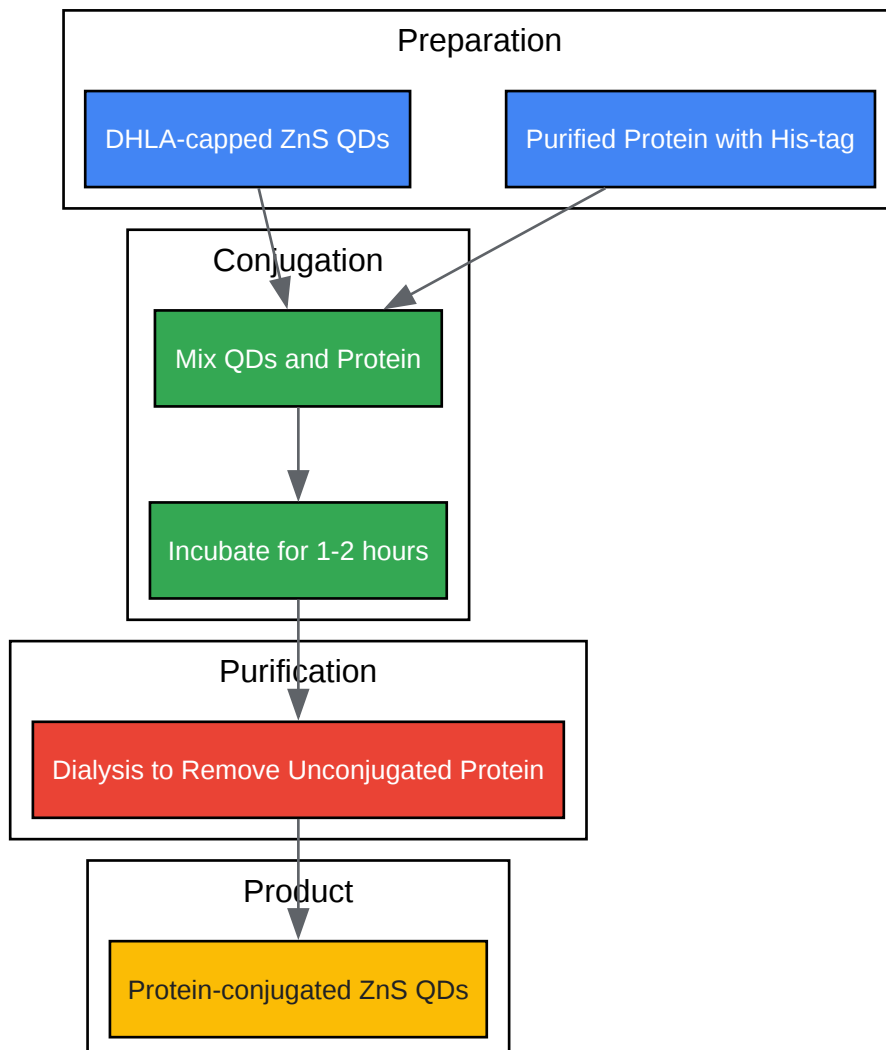 Preparation
DHLA-capped ZnS QDs
Purified Protein with His-tag
Conjugation
Mix QDs and Protein
Incubate for 1-2 hours
Purification
Dialysis to Remove Unconjugated Protein
Product
Protein-conjugated ZnS QDs